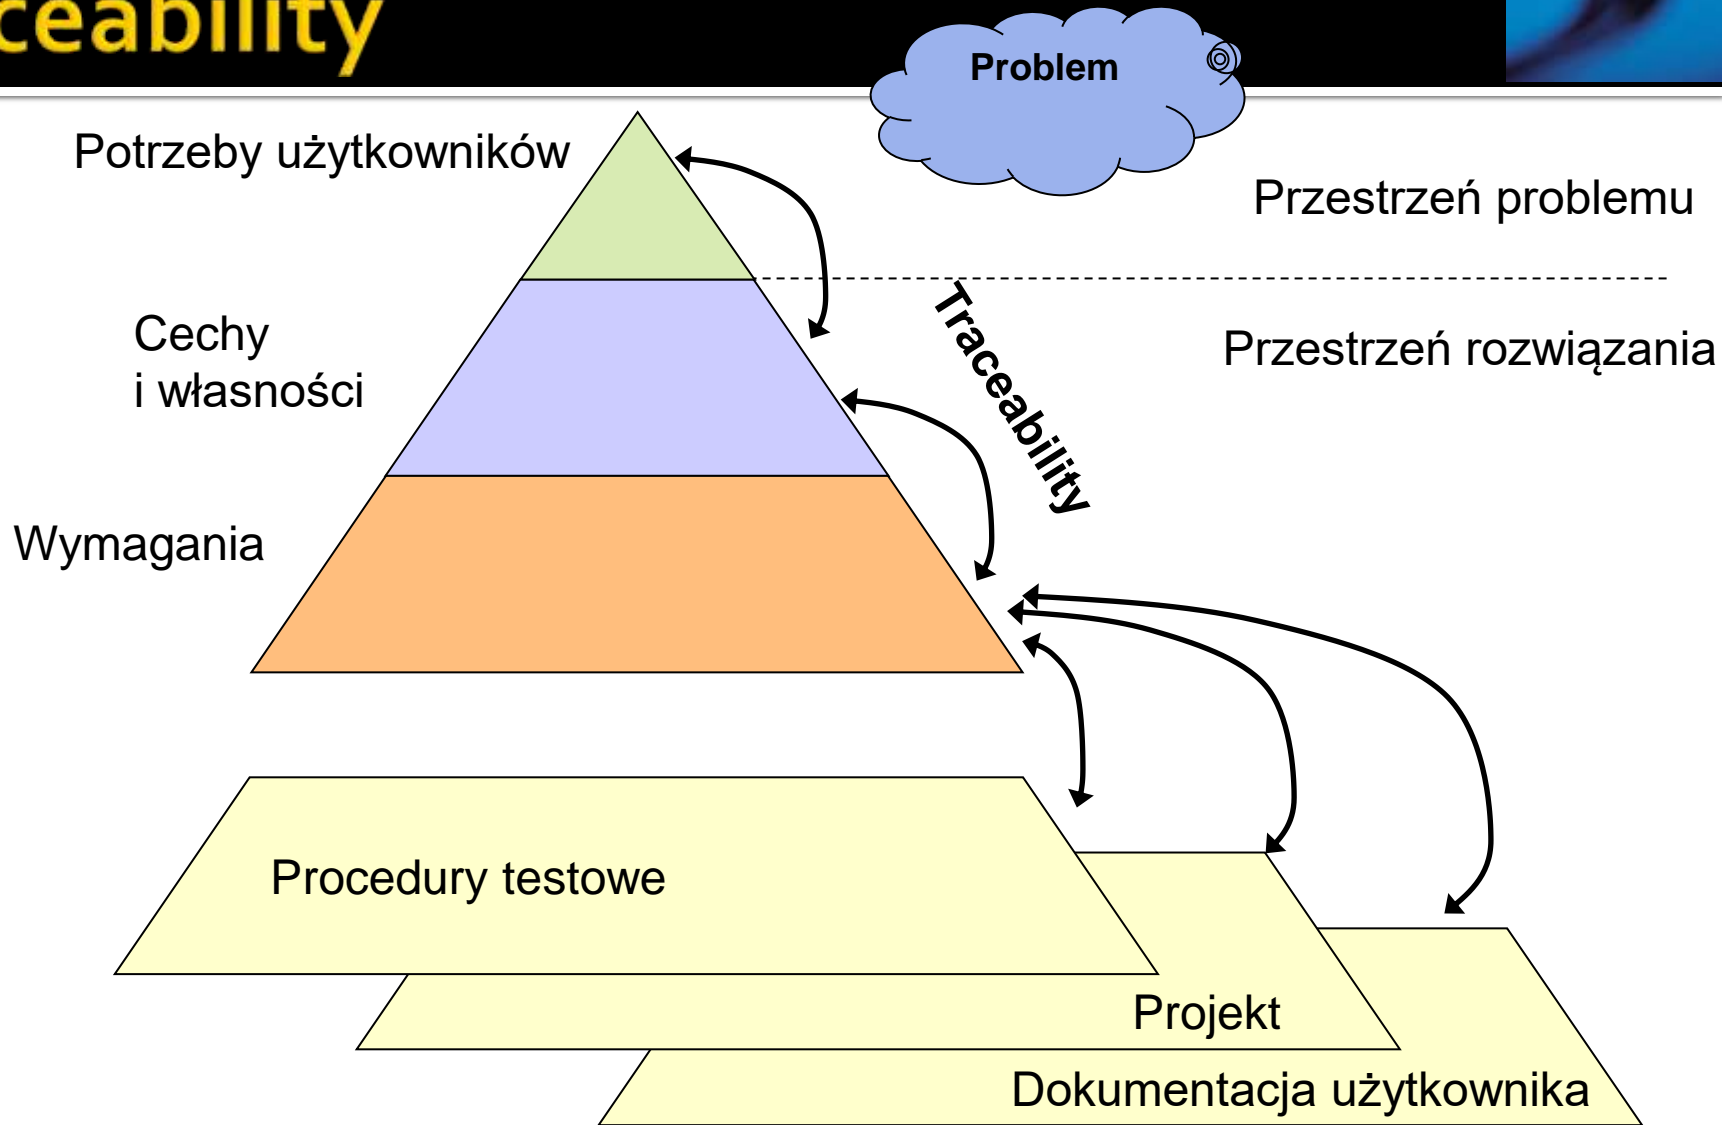 ceability
Problem
Potrzeby użytkowników
Przestrzeń problemu
Cechy
i własności
Traceability
Przestrzeń rozwiązania
Wymagania
Procedury testowe
Projekt
Dokumentacja użytkownika